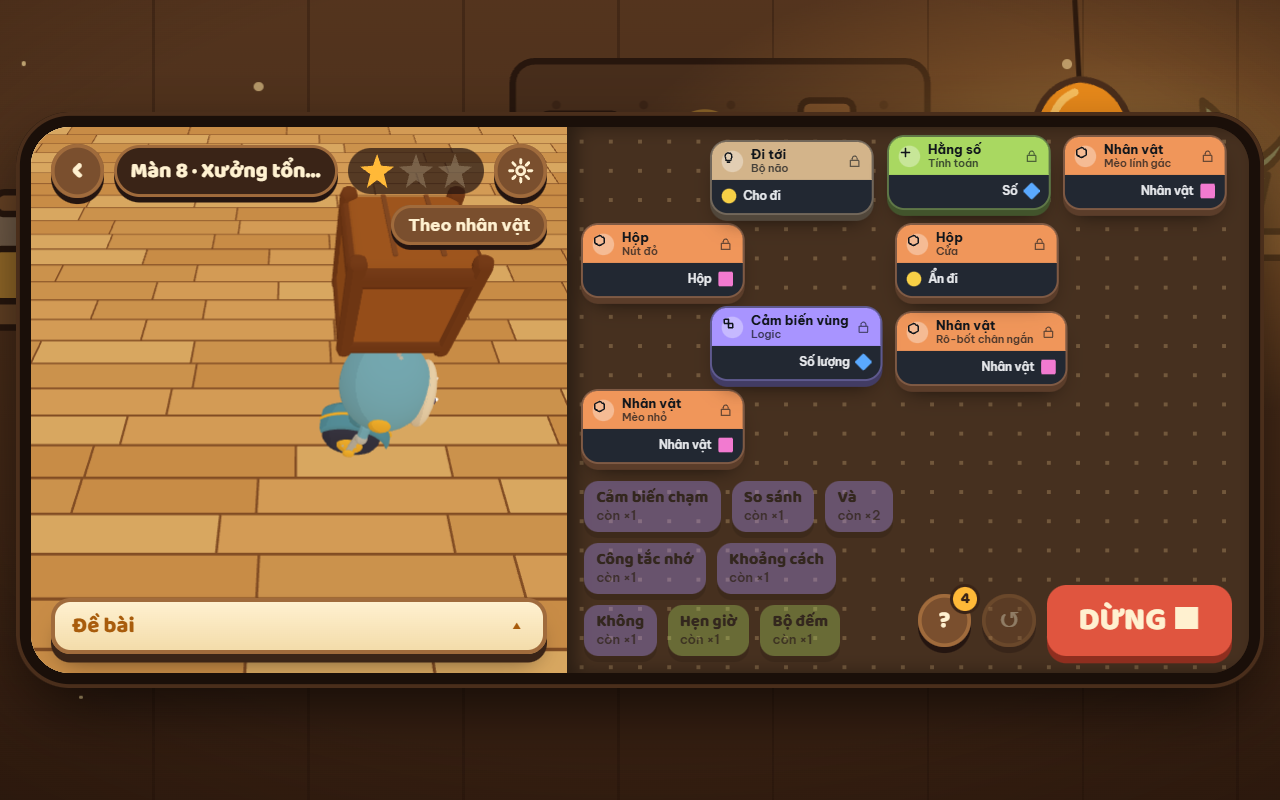 Màn 8 · Xưởng tổn...
Theo nhân vật
Đề bài
Đi tới
Bộ não
Cho đi
Hằng số
Tính toán
Số
Nhân vật
Mèo lính gác
Nhân vật
Hộp
Nút đỏ
Hộp
Hộp
Cửa
Ẩn đi
Cảm biến vùng
Logic
Số lượng
Nhân vật
Rô-bốt chân ngắn
Nhân vật
Nhân vật
Mèo nhỏ
Nhân vật
Cảm biến chạm
còn ×1
So sánh
còn ×1
Và
còn ×2
Công tắc nhớ
còn ×1
Khoảng cách
còn ×1
Không
còn ×1
Hẹn giờ
còn ×1
Bộ đếm
còn ×1
?
4
DỪNG